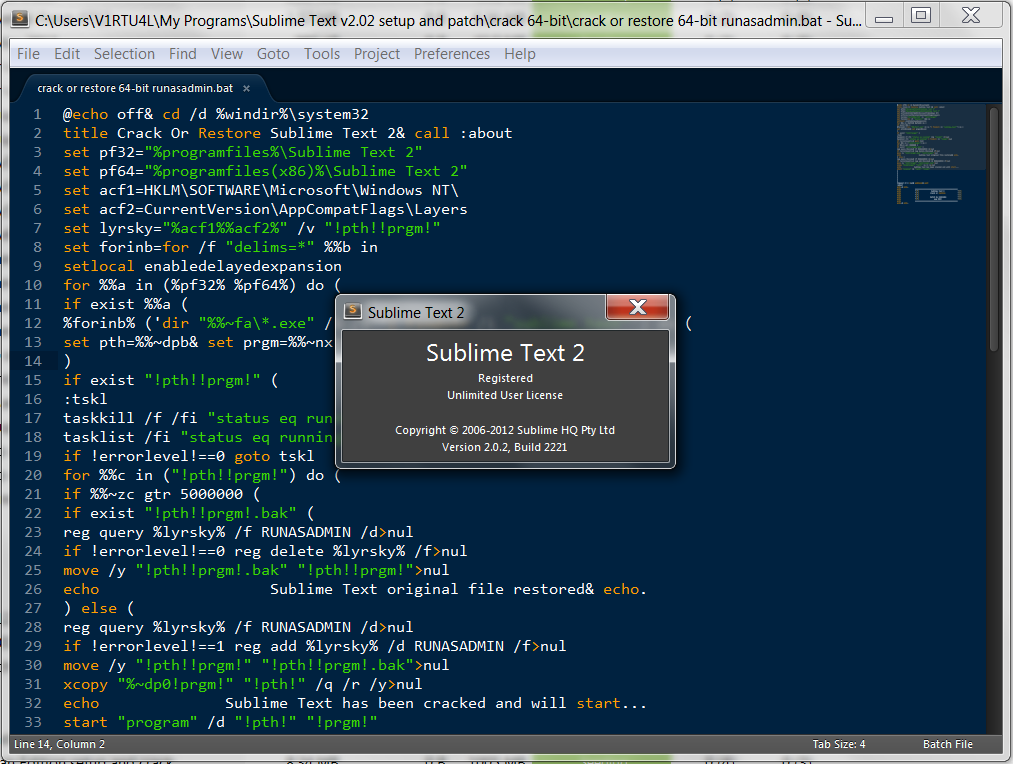 C:\Users\V1RTU4L\My Programs\Sublime Text v2.02 setup and patch\crack 64-bit\crack or restore 64-bit runasadmin.bat - Su...
File Edit Selection Find View Goto Tools Project Preferences Help
crack or restore 64-bit runasadmin.bat ×
1 @echo off& cd /d %windir%\system32
2 title Crack Or Restore Sublime Text 2& call :about
3 set pf32="%programfiles%\Sublime Text 2"
4 set pf64="%programfiles(x86)%\Sublime Text 2"
5 set acf1=HKLM\SOFTWARE\Microsoft\Windows NT\
6 set acf2=CurrentVersion\AppCompatFlags\Layers
7 set lyrsky="%acf1%%acf2%" /v "!pth!!prgm!"
8 set forinb=for /f "delims=*" %%b in
9 setlocal enabledelayedexpansion
10 for %%a in (%pf32% %pf64%) do (
11 if exist %%a (
12 %forinb% ('dir "%%~fa\*.exe" / (
13 set pth=%%~dpb& set prgm=%%~nx
14 )
15 if exist "!pth!!prgm!" (
16 :tskl
17 taskkill /f /fi "status eq run
18 tasklist /fi "status eq runnin
19 if !errorlevel!==0 goto tskl
20 for %%c in ("!pth!!prgm!") do (
21 if %%~zc gtr 5000000 (
22 if exist "!pth!!prgm!.bak" (
23 reg query %lyrsky% /f RUNASADMIN /d>nul
24 if !errorlevel!==0 reg delete %lyrsky% /f>nul
25 move /y "!pth!!prgm!.bak" "!pth!!prgm!">nul
26 echo Sublime Text original file restored& echo.
27 ) else (
28 reg query %lyrsky% /f RUNASADMIN /d>nul
29 if !errorlevel!==1 reg add %lyrsky% /d RUNASADMIN /f>nul
30 move /y "!pth!!prgm!" "!pth!!prgm!.bak">nul
31 xcopy "%~dp0!prgm!" "!pth!" /q /r /y>nul
32 echo Sublime Text has been cracked and will start...
33 start "program" /d "!pth!" "!prgm!"
Sublime Text 2
Sublime Text 2
Registered
Unlimited User License
Copyright © 2006-2012 Sublime HQ Pty Ltd
Version 2.0.2, Build 2221
Line 14, Column 2 Tab Size: 4 Batch File